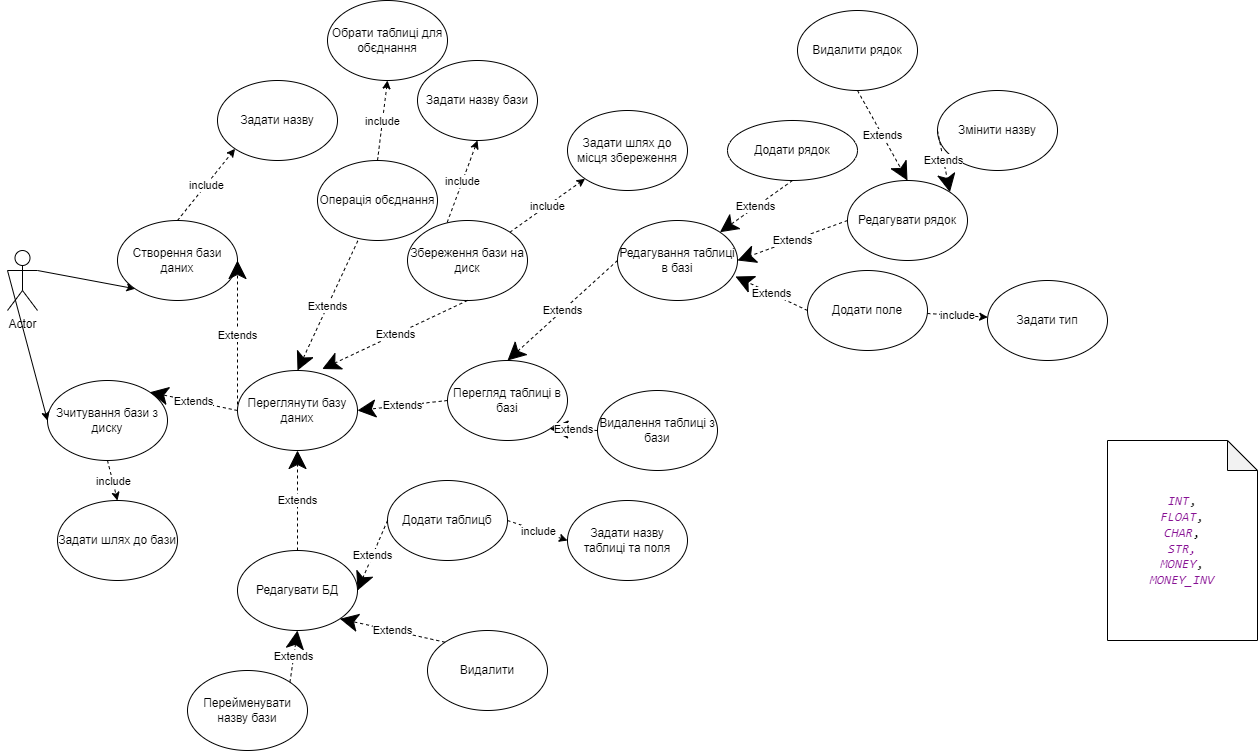 Обрати таблиці для
обєднання
Видалити рядок
Задати назву бази
Задати назву
include
Змінити назву
Extends
Задати шлях до
місця збереження
Додати рядок
Extends
include
include
include
Операція обєднання
Extends
Редагувати рядок
Створення бази
даних
Збереження бази на
диск
Редагування таблиці
в базі
Extends
Extends
Додати поле
include
Задати тип
Actor
Extends
Extends
Extends
Extends
Переглянути базу
даних
Перегляд таблиці в
базі
Extends
Extends
Зчитування бази з
диску
Extends
Видалення таблиці з
бази
include
Задати шлях до бази
Extends
Додати таблицб
include
Задати назву
таблиці та поля
Extends
Редагувати БД
Extends
Видалити
Extends
Перейменувати
назву бази
INT,
FLOAT,
CHAR,
STR,
MONEY,
MONEY_INV